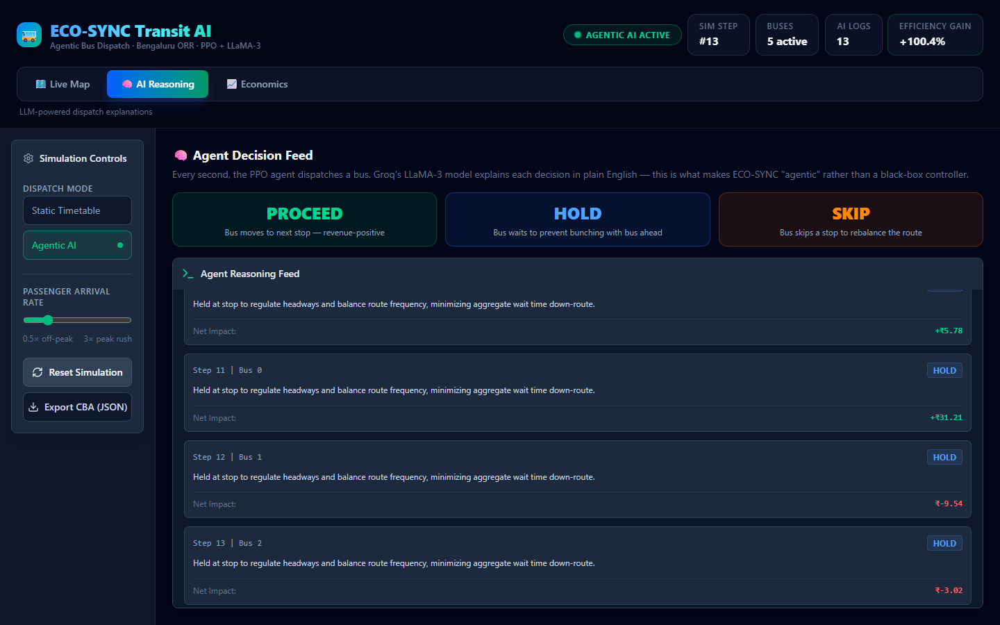 ECO-SYNC Transit AI
Agentic Bus Dispatch · Bengaluru ORR · PPO + LLaMA-3
AGENTIC AI ACTIVE
SIM STEP
#13
BUSES
5 active
AI LOGS
13
EFFICIENCY GAIN
+100.4%
Live Map
AI Reasoning
Economics
LLM-powered dispatch explanations
Simulation Controls
DISPATCH MODE
Static Timetable
Agentic AI
PASSENGER ARRIVAL
RATE
0.5× off-peak
3× peak rush
Reset Simulation
Export CBA (JSON)
Agent Decision Feed
Every second, the PPO agent dispatches a bus. Groq's LLaMA-3 model explains each decision in plain English — this is what makes ECO-SYNC "agentic" rather than a black-box controller.
PROCEED
Bus moves to next stop — revenue-positive
HOLD
Bus waits to prevent bunching with bus ahead
SKIP
Bus skips a stop to rebalance the route
Agent Reasoning Feed
Held at stop to regulate headways and balance route frequency, minimizing aggregate wait time down-route.
Net Impact:
+₹5.78
Step 11 | Bus 0
HOLD
Held at stop to regulate headways and balance route frequency, minimizing aggregate wait time down-route.
Net Impact:
+₹31.21
Step 12 | Bus 1
HOLD
Held at stop to regulate headways and balance route frequency, minimizing aggregate wait time down-route.
Net Impact:
₹-9.54
Step 13 | Bus 2
HOLD
Held at stop to regulate headways and balance route frequency, minimizing aggregate wait time down-route.
Net Impact:
₹-3.02